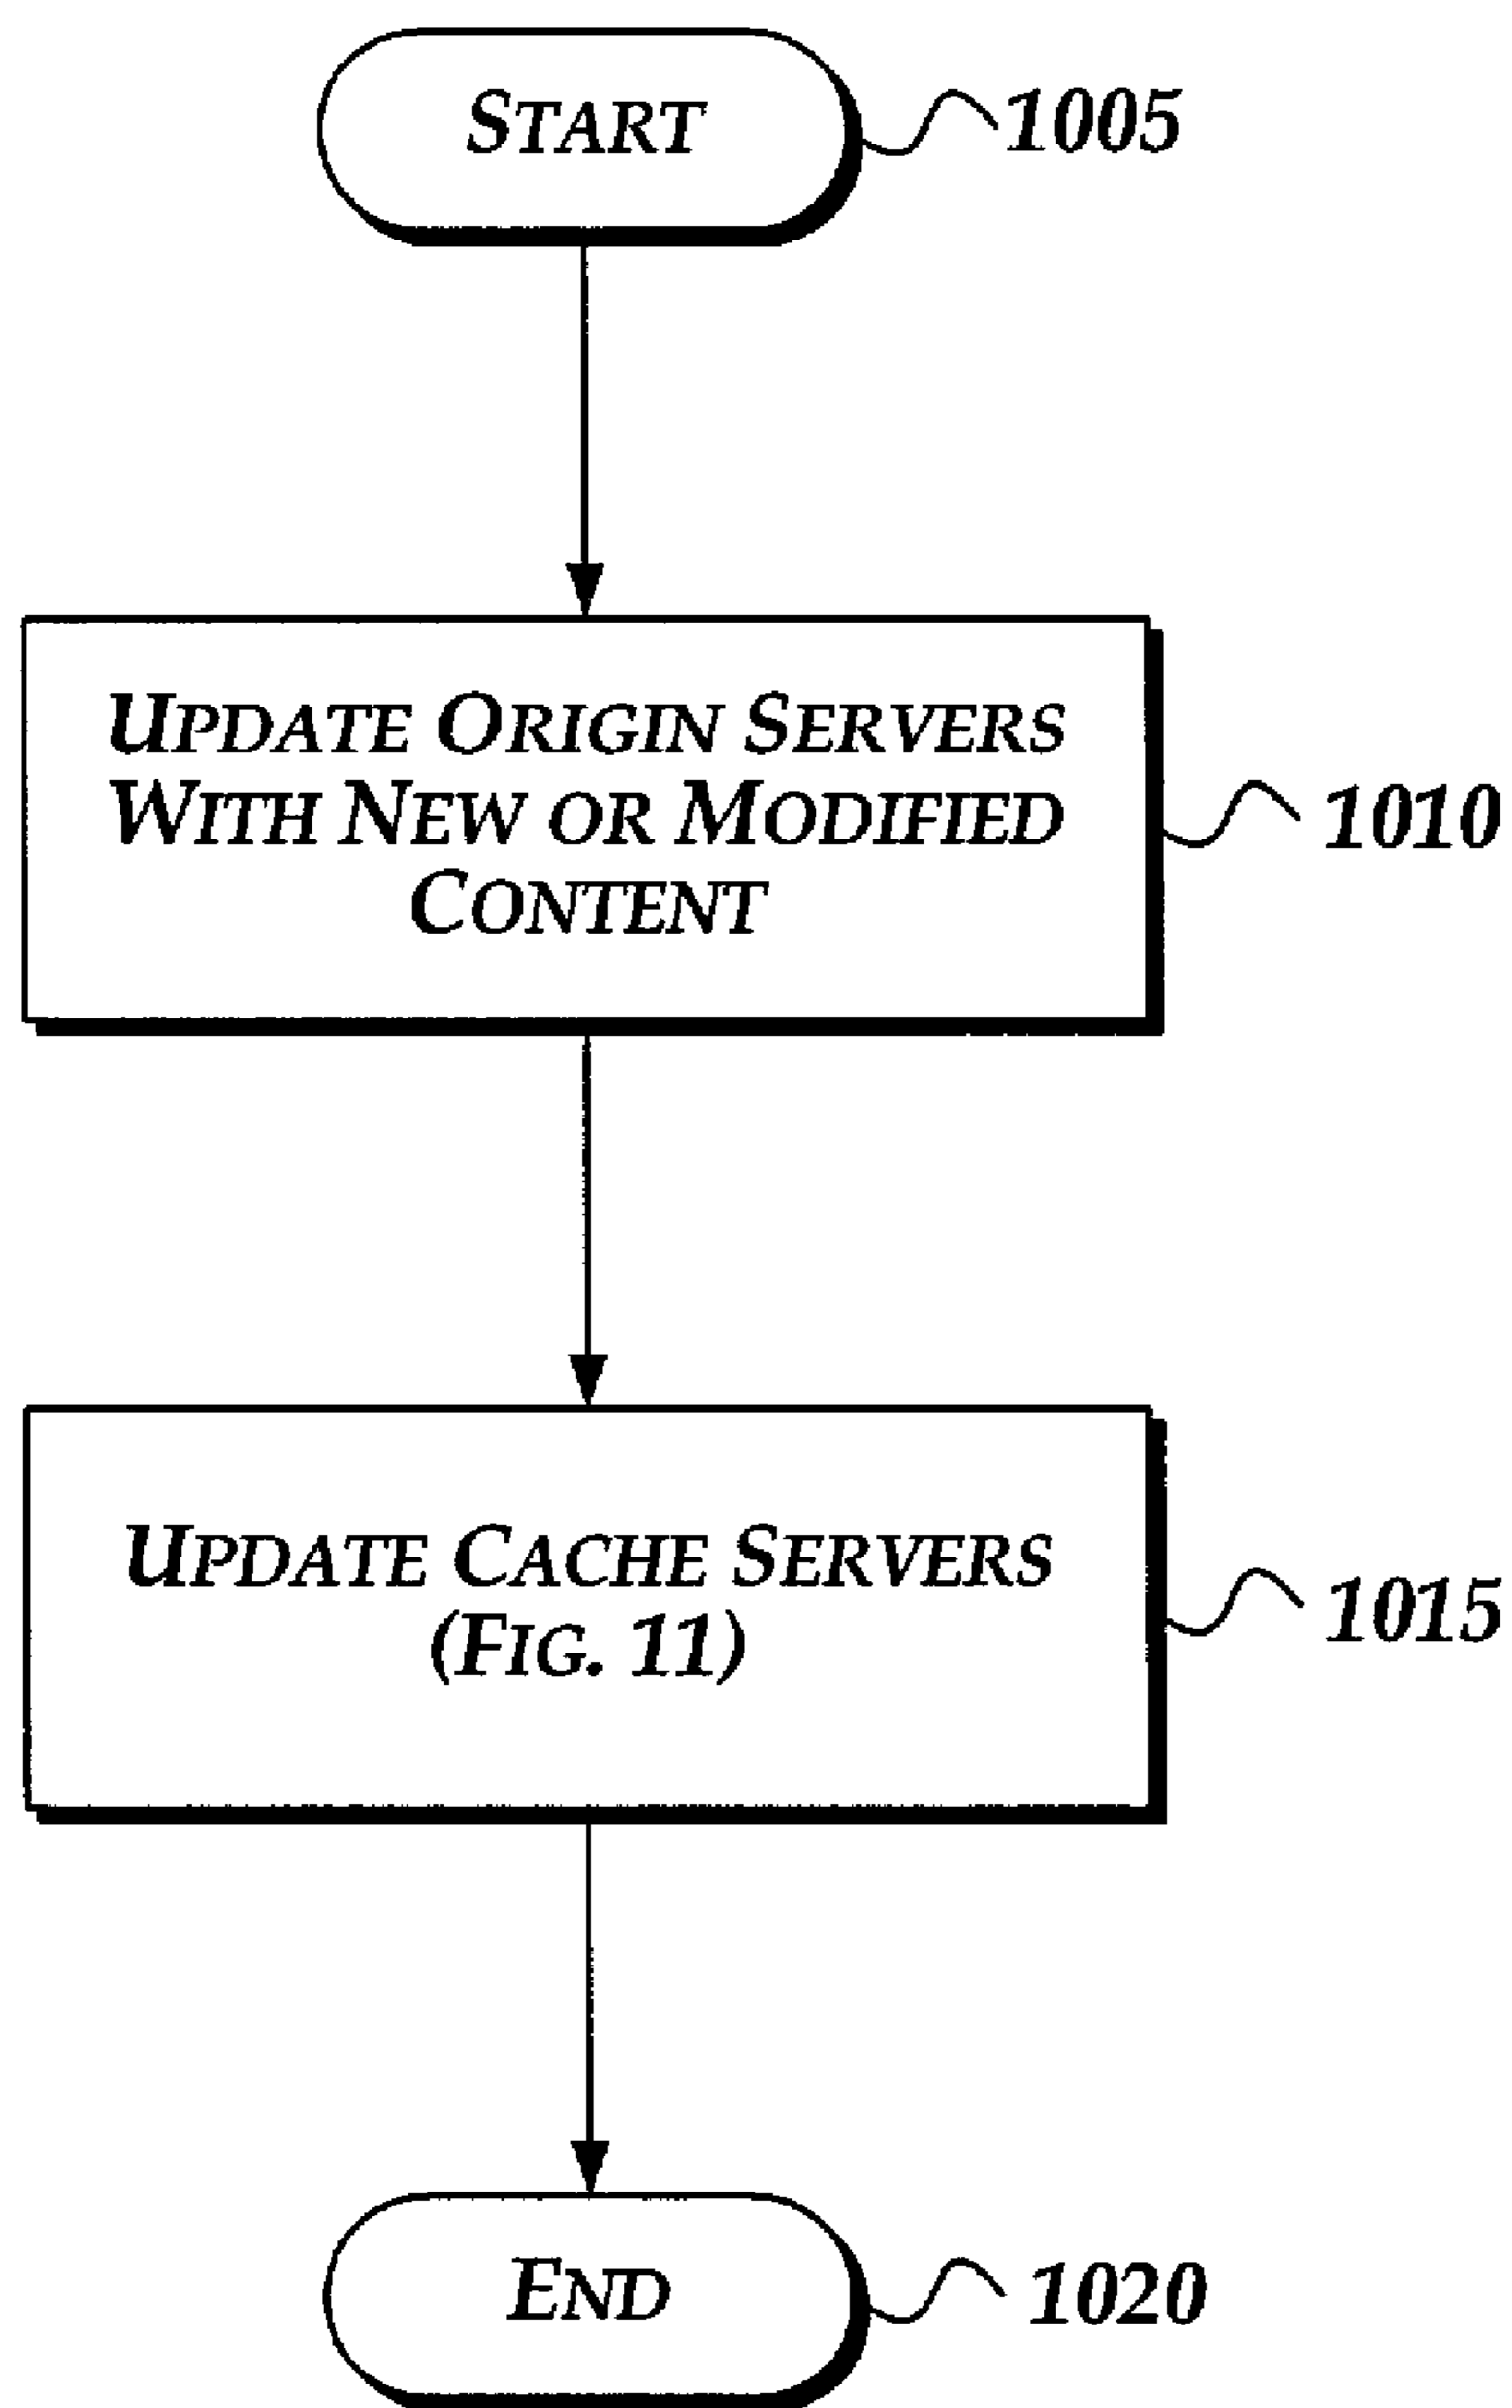 START
1005
UPDATE ORIGIN SERVERS
WITH NEW OR MODIFIED
CONTENT
1010
UPDATE CACHE SERVERS
(FIG. 11)
1015
END
1020